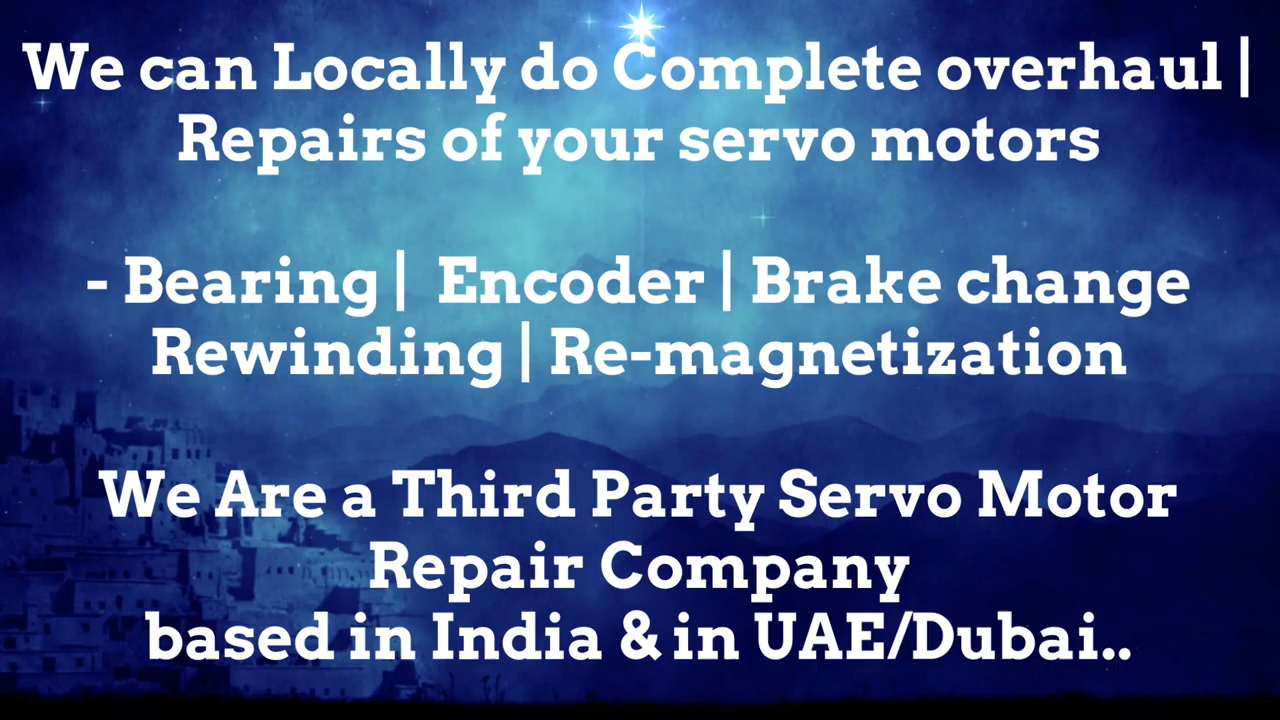 We can Locally do Complete overhaul |
Repairs of your servo motors
- Bearing |  Encoder | Brake change
Rewinding | Re-magnetization
We Are a Third Party Servo Motor
Repair Company
based in India & in UAE/Dubai..